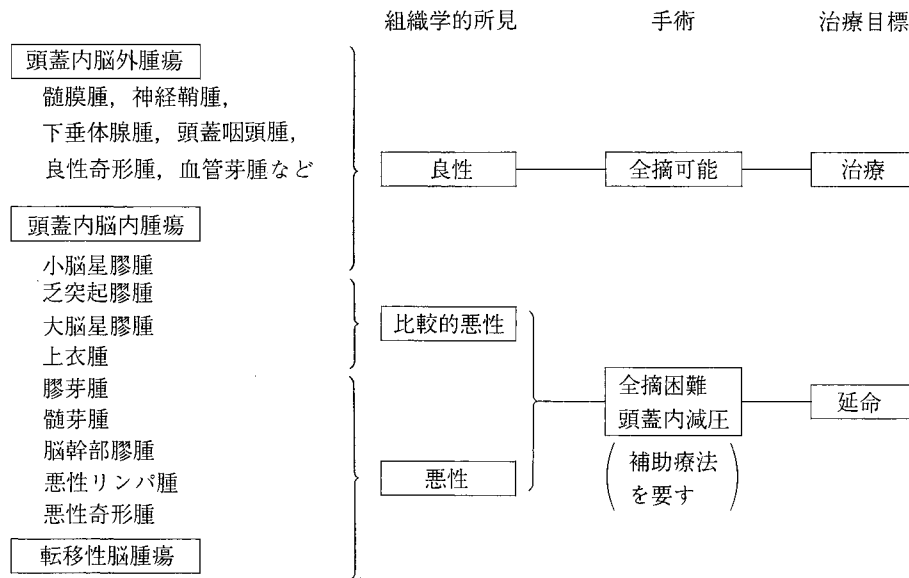 組織学的所見 手術 治療目標
頭蓋内脳外腫瘍
髄膜腫，神経鞘腫，
下垂体腺腫，頭蓋咽頭腫，
良性奇形腫，血管芽腫など
良性 全摘可能 治療
頭蓋内脳内腫瘍
小脳星膠腫
乏突起膠腫
大脳星膠腫
比較的悪性
上衣腫
膠芽腫
髄芽腫
脳幹部膠腫
悪性リンパ腫
悪性奇形腫
全摘困難
頭蓋内減圧
延命
悪性
（補助療法
を要す）
転移性脳腫瘍